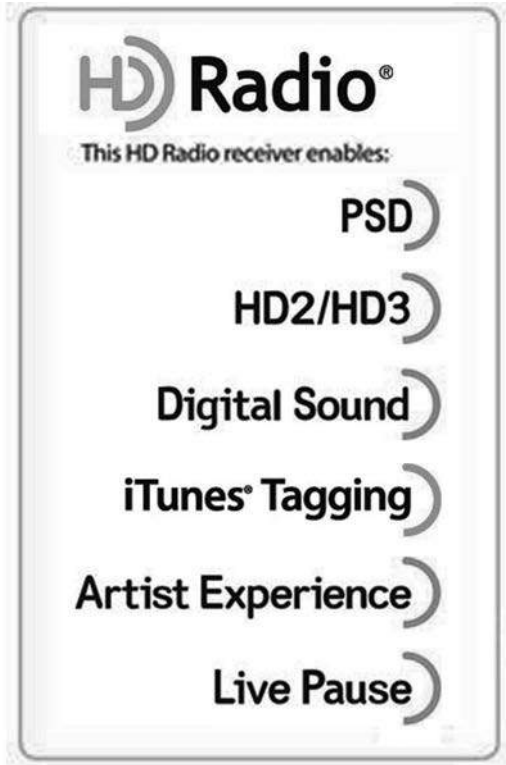 HD Radio®
This HD Radio receiver enables:
PSD
HD2/HD3
Digital Sound
iTunes® Tagging
Artist Experience
Live Pause